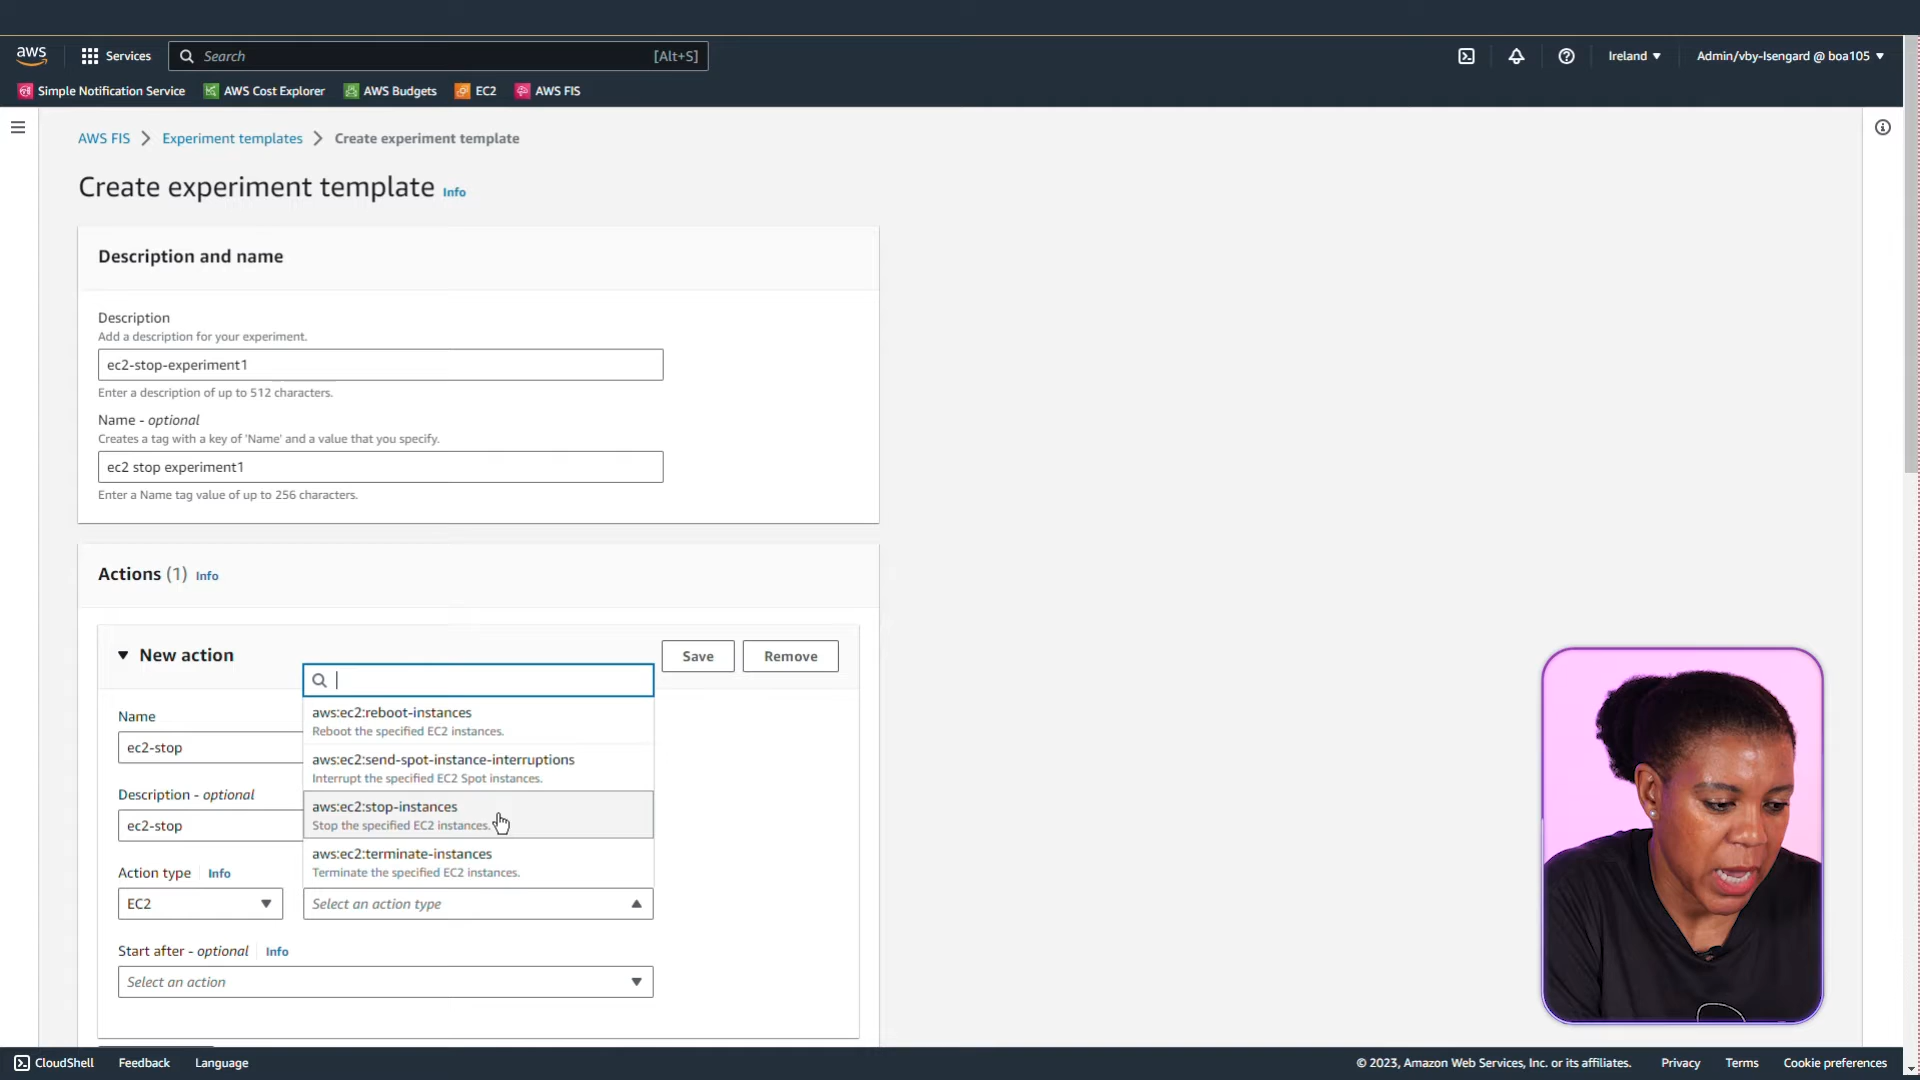 aws
Services
Search
[Alt+S]
Ireland
Admin/vby-Isengard @ boa105
Simple Notification Service
AWS Cost Explorer
AWS Budgets
EC2
AWS FIS
AWS FIS
Experiment templates
Create experiment template
Create experiment template
Info
Description and name
Description
Add a description for your experiment.
ec2-stop-experiment1
Enter a description of up to 512 characters.
Name - optional
Creates a tag with a key of 'Name' and a value that you specify.
ec2 stop experiment1
Enter a Name tag value of up to 256 characters.
Actions (1)
Info
New action
Save
Remove
Name
ec2-stop
Description - optional
ec2-stop
aws:ec2:reboot-instances
Reboot the specified EC2 instances.
aws:ec2:send-spot-instance-interruptions
Interrupt the specified EC2 Spot instances.
aws:ec2:stop-instances
Stop the specified EC2 instances.
aws:ec2:terminate-instances
Terminate the specified EC2 instances.
Action type
Info
EC2
Select an action type
Start after - optional
Info
Select an action
CloudShell
Feedback
Language
© 2023, Amazon Web Services, Inc. or its affiliates.
Privacy
Terms
Cookie preferences